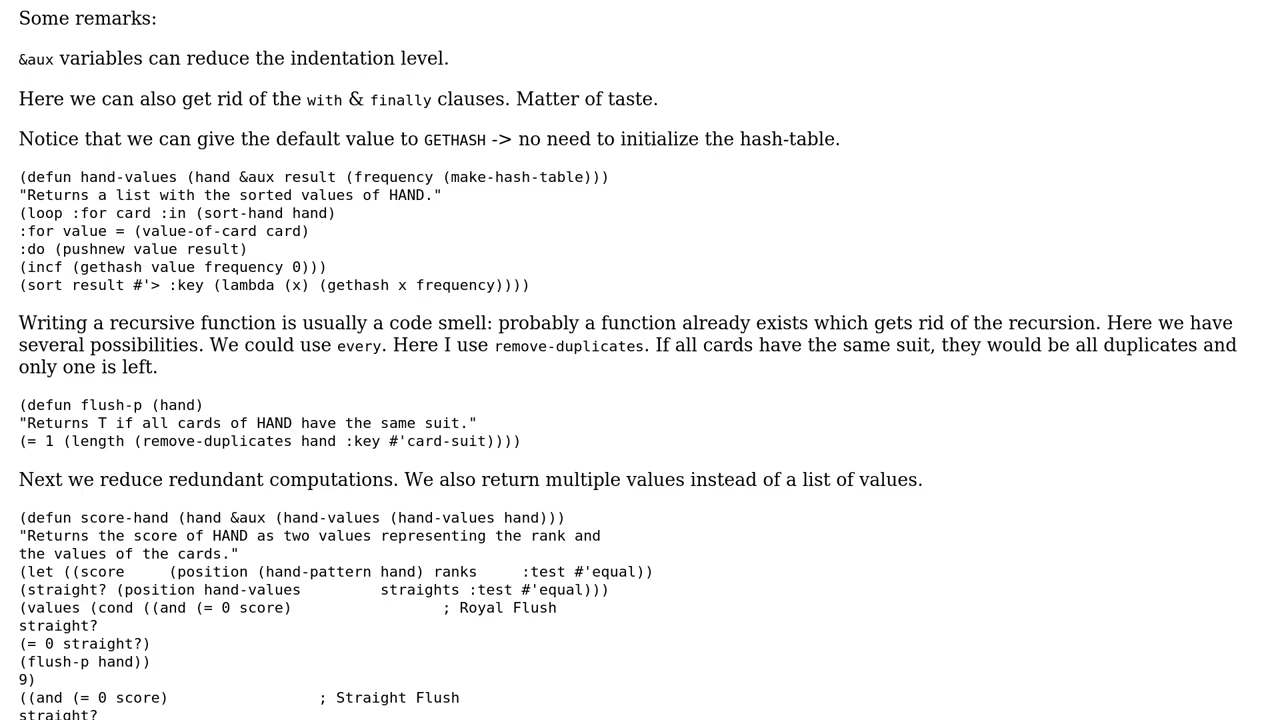 Some remarks:
&aux variables can reduce the indentation level.
Here we can also get rid of the with & finally clauses. Matter of taste.
Notice that we can give the default value to GETHASH -> no need to initialize the hash-table.
(defun hand-values (hand &aux result (frequency (make-hash-table)))
"Returns a list with the sorted values of HAND."
(loop :for card :in (sort-hand hand)
:for value = (value-of-card card)
:do (pushnew value result)
(incf (gethash value frequency 0)))
(sort result #'> :key (lambda (x) (gethash x frequency))))
Writing a recursive function is usually a code smell: probably a function already exists which gets rid of the recursion. Here we have
several possibilities. We could use every. Here I use remove-duplicates. If all cards have the same suit, they would be all duplicates and
only one is left.
(defun flush-p (hand)
"Returns T if all cards of HAND have the same suit."
(= 1 (length (remove-duplicates hand :key #'card-suit))))
Next we reduce redundant computations. We also return multiple values instead of a list of values.
(defun score-hand (hand &aux (hand-values (hand-values hand)))
"Returns the score of HAND as two values representing the rank and
the values of the cards."
(let ((score     (position (hand-pattern hand) ranks     :test #'equal))
(straight? (position hand-values         straights :test #'equal)))
(values (cond ((and (= 0 score)                 ; Royal Flush
straight?
(= 0 straight?)
(flush-p hand))
9)
((and (= 0 score)                 ; Straight Flush
straight?